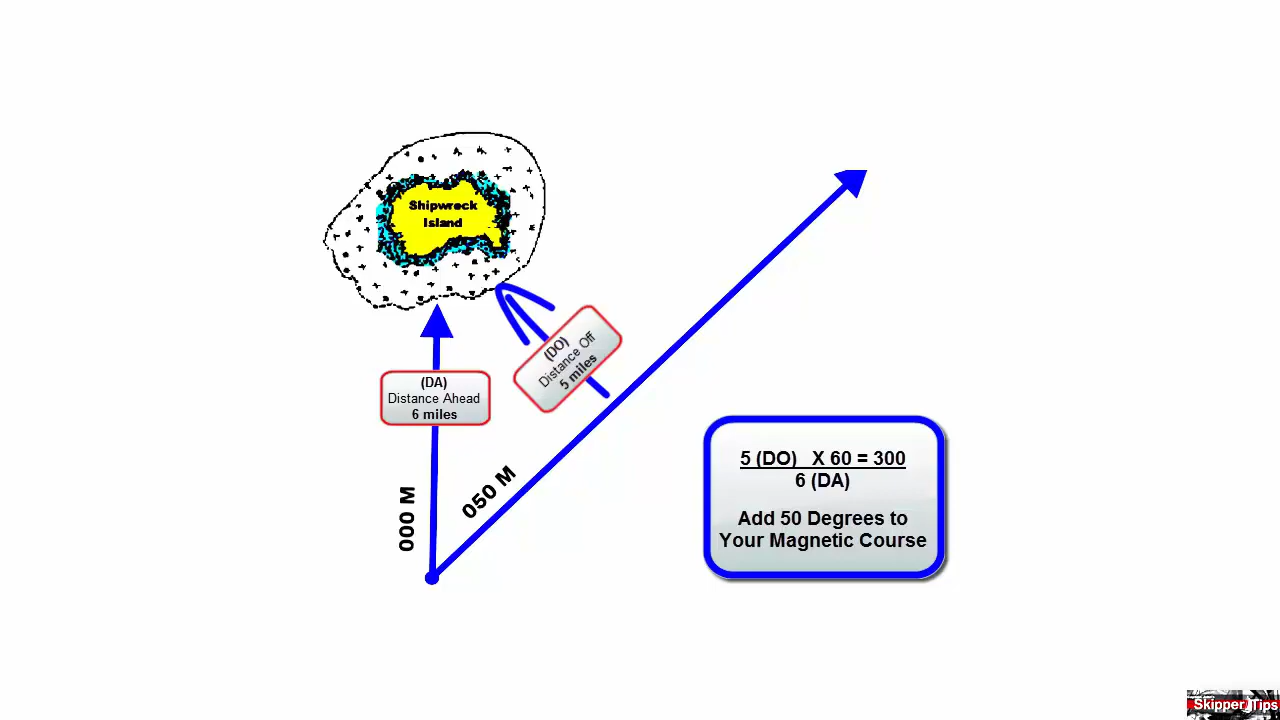 Shipwreck
Island
(DO)
Distance Off
5 miles
(DA)
Distance Ahead
6 miles
000 M
050 M
5 (DO) X 60 = 300
6 (DA)
Add 50 Degrees to
Your Magnetic Course
Skipper Tips